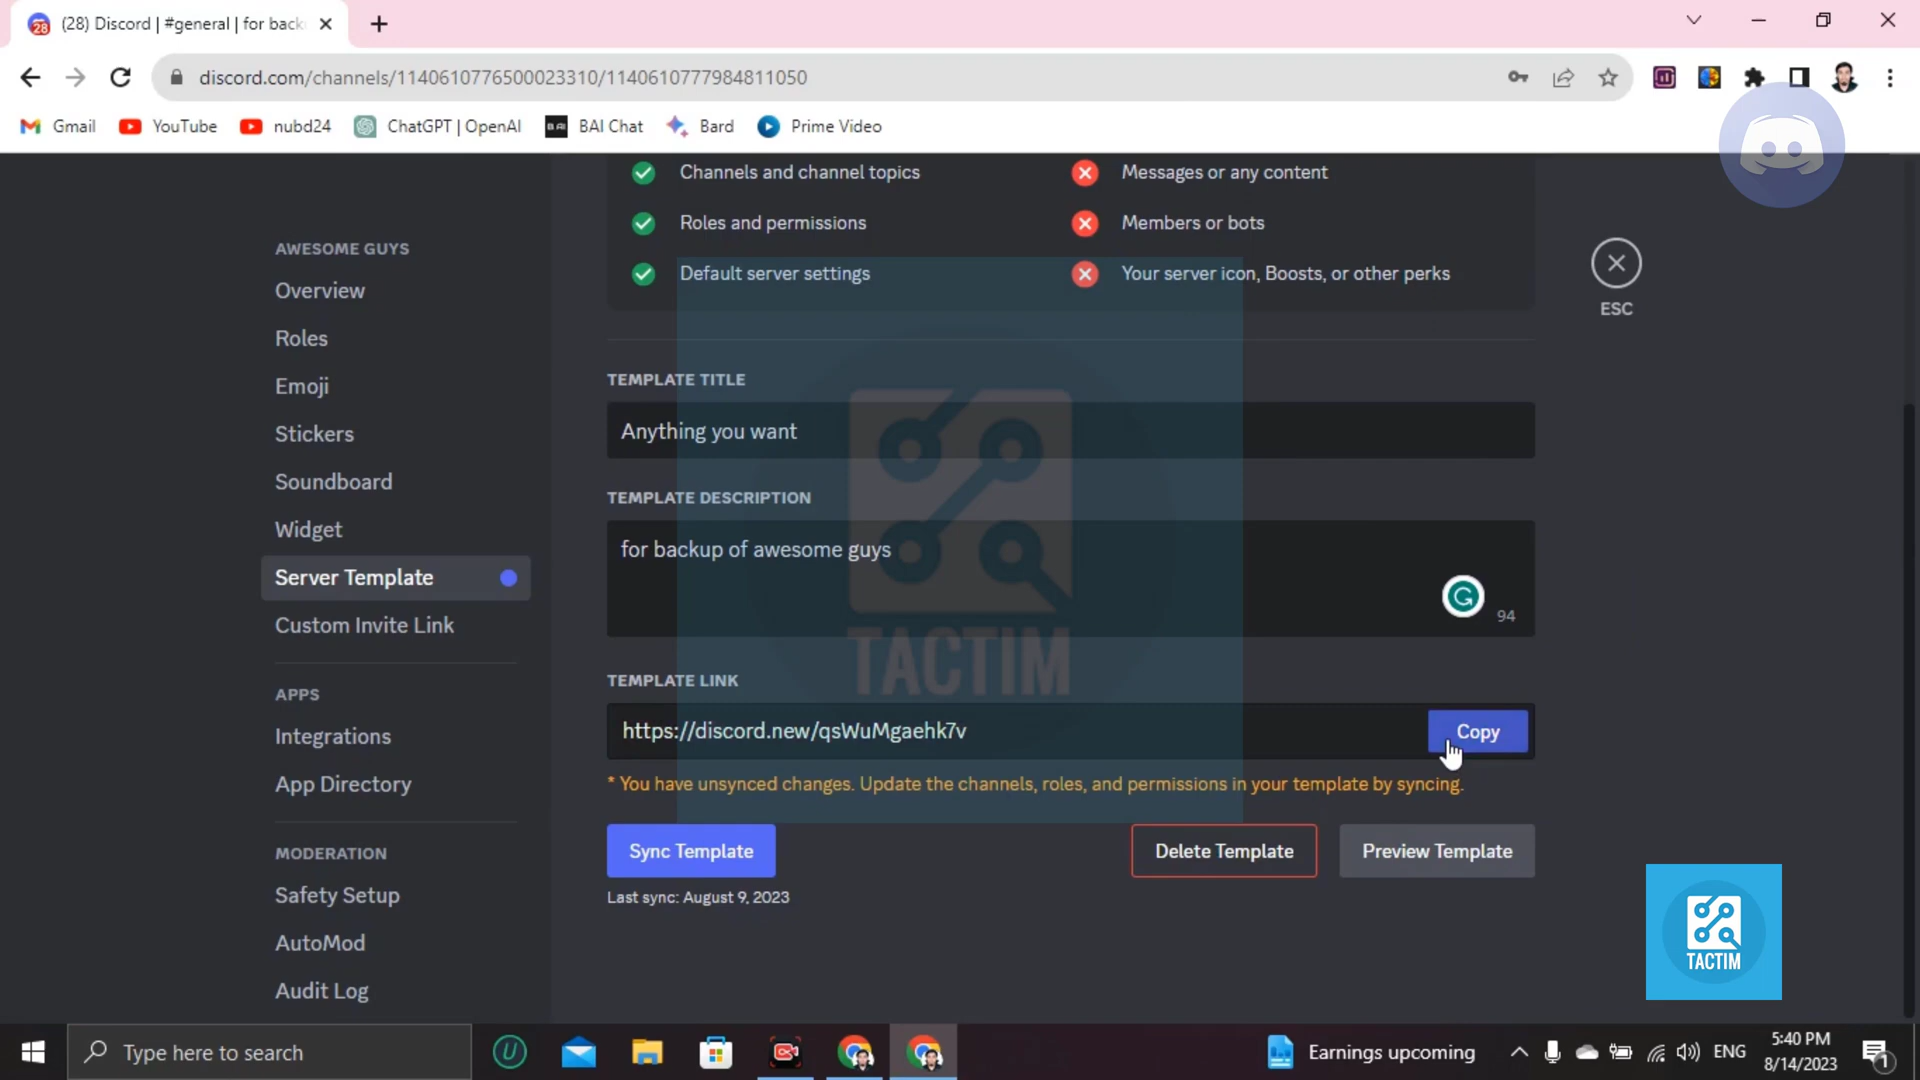 28
(28) Discord | #general | for back
discord.com/channels/1140610776500023310/1140610777984811050
Gmail
YouTube
nubd24
ChatGPT | OpenAI
BAI
BAI Chat
Bard
Prime Video
Channels and channel topics
Messages or any content
Roles and permissions
Members or bots
Default server settings
Your server icon, Boosts, or other perks
ESC
AWESOME GUYS
Overview
Roles
Emoji
Stickers
Soundboard
Widget
Server Template
Custom Invite Link
APPS
Integrations
App Directory
MODERATION
Safety Setup
AutoMod
Audit Log
TEMPLATE TITLE
Anything you want
TEMPLATE DESCRIPTION
for backup of awesome guys
94
TACTIM
TEMPLATE LINK
https://discord.new/qsWuMgaehk7v
Copy
* You have unsynced changes. Update the channels, roles, and permissions in your template by syncing.
Sync Template
Delete Template
Preview Template
Last sync: August 9, 2023
TACTIM
Type here to search
Earnings upcoming
ENG
5:40 PM
8/14/2023
1